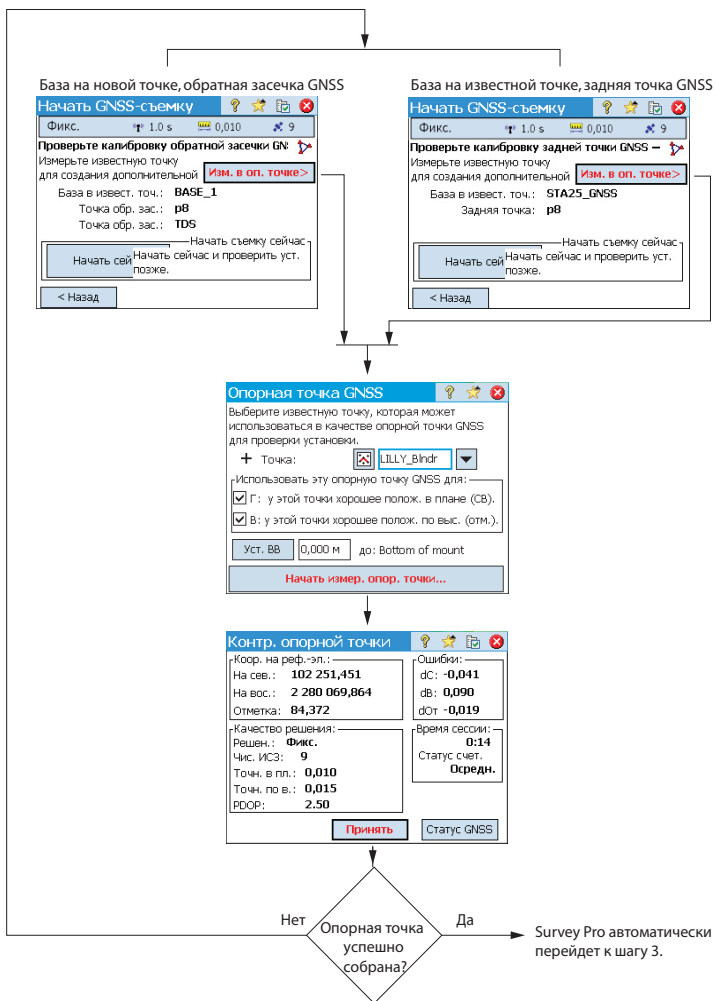 База на новой точке, обратная засечка GNSS
Начать GNSS-съемку
Фикс. 1.0 s 0,010 9
Проверьте калибровку обратной засечки GN:
Измерьте известную точку
для создания дополнительной
Изм. в оп. точке>
База в извест. точ.: BASE_1
Точка обр. зас.: p8
Точка обр. зас.: TDS
Начать съемку сейчас
Начать сей
Начать сейчас и проверить уст.
позже.
< Назад
База на известной точке, задняя точка GNSS
Начать GNSS-съемку
Фикс. 1.0 s 0,010 9
Проверьте калибровку задней точки GNSS —
Измерьте известную точку
для создания дополнительной
Изм. в оп. точке>
База в извест. точ.: STA25_GNSS
Задняя точка: p8
Начать съемку сейчас
Начать сей
Начать сейчас и проверить уст.
позже.
< Назад
Опорная точка GNSS
Выберите известную точку, которая может
использоваться в качестве опорной точки GNSS
для проверки установки.
+ Точка: LILLY_Blndr
Использовать эту опорную точку GNSS для:
Г: у этой точки хорошее полож. в плане (СВ).
В: у этой точки хорошее полож. по выс. (отм.).
Уст. ВВ 0,000 м до: Bottom of mount
Начать измер. опор. точки...
Контр. опорной точки
Коор. на реф.-эл.:
На сев.: 102 251,451
На вос.: 2 280 069,864
Отметка: 84,372
Ошибки:
dС: -0,041
dВ: 0,090
dОт -0,019
Качество решения:
Решен.: Фикс.
Чис. ИСЗ: 9
Точн. в пл.: 0,010
Точн. по в.: 0,015
PDOP: 2.50
Время сессии:
0:14
Статус счет.
Осредн.
Принять
Статус GNSS
Нет
Опорная точка
успешно
собрана?
Да
Survey Pro автоматически
перейдет к шагу 3.